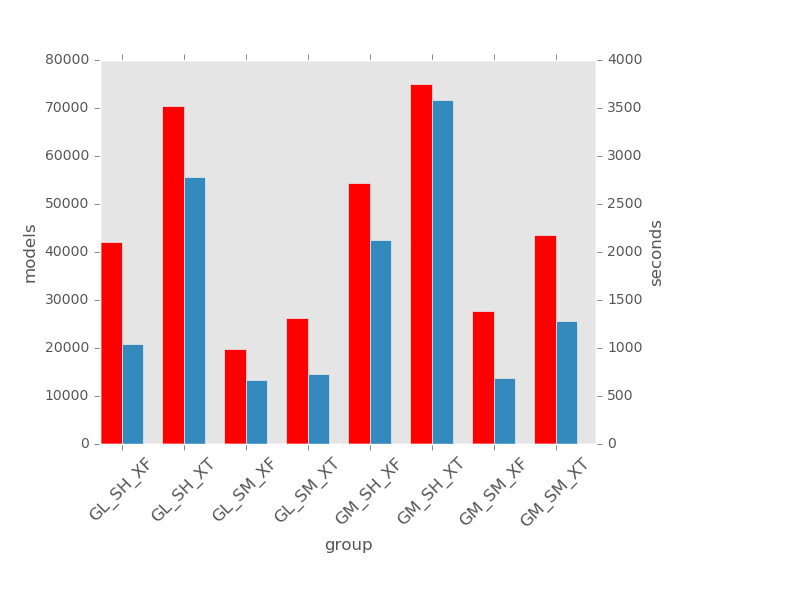 80000
70000
60000
50000
40000
30000
20000
10000
0
models
4000
3500
3000
2500
2000
1500
1000
500
0
seconds
GL_SH_XF
GL_SH_XT
GL_SM_XF
GL_SM_XT
GM_SH_XF
GM_SH_XT
GM_SM_XF
GM_SM_XT
group